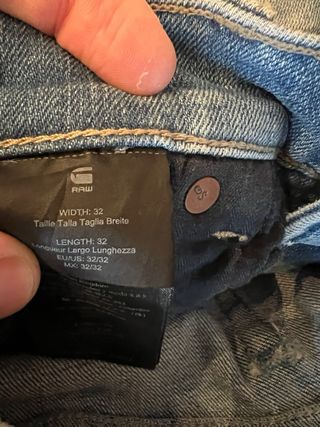 RAW
WIDTH: 32
Taille Talla Taglia Breite
LENGTH: 32
Longueur Largo Lunghezza
EU/US: 32/32
MX: 32/32